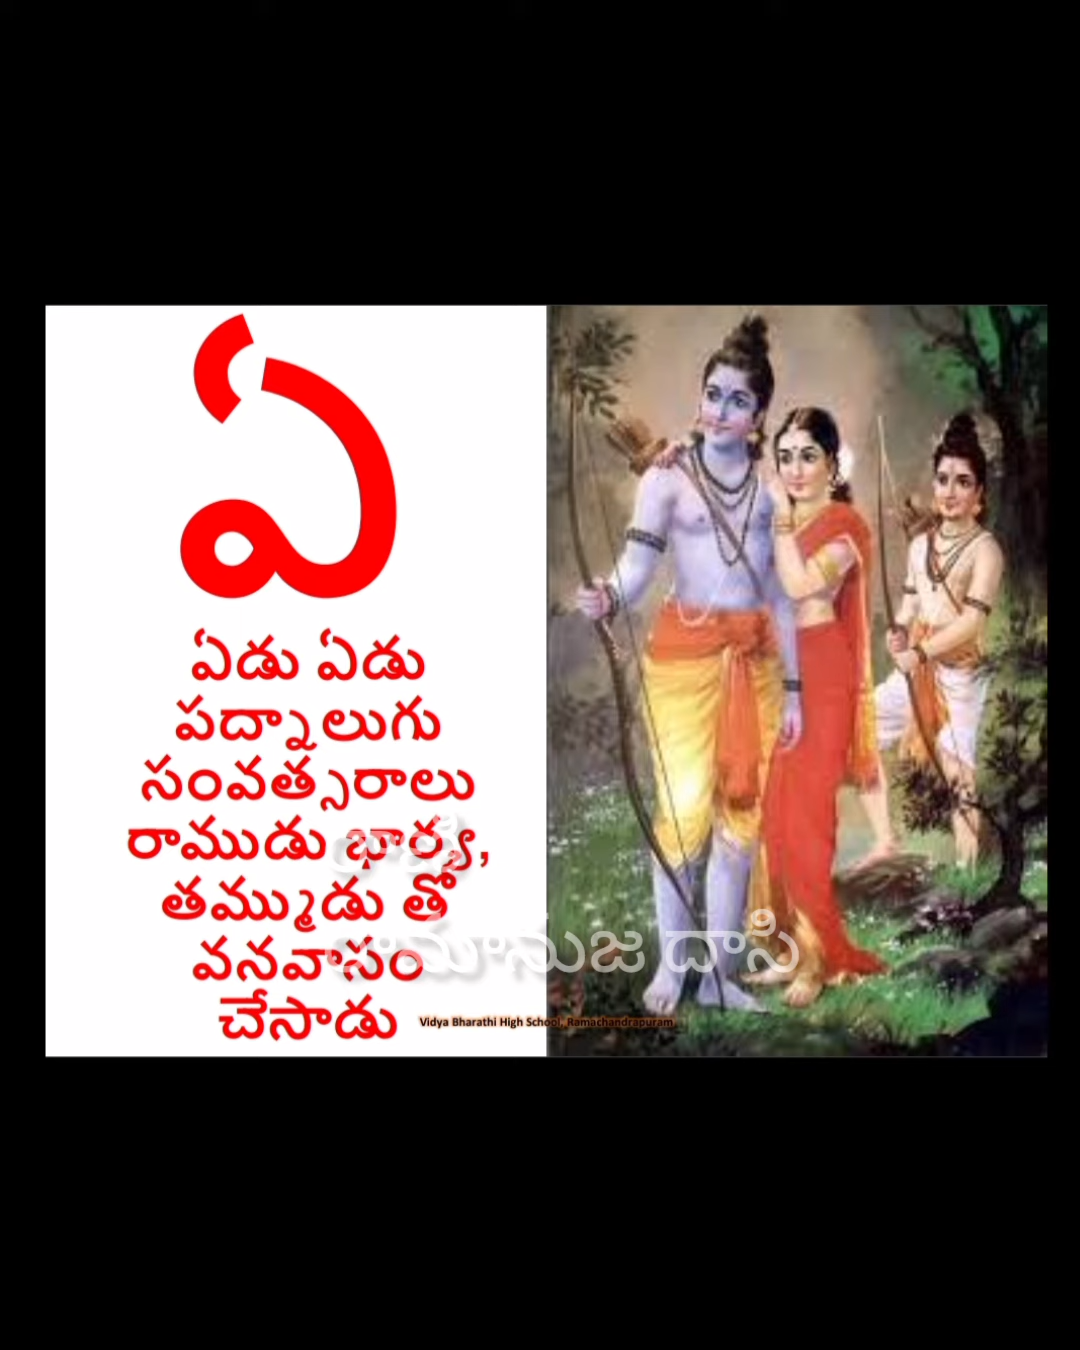 ఏ
ఏడు ఏడు
పద్నాలుగు
సంవత్సరాలు
రాముడు భార్య,
తమ్ముడు తో
వనవాసం
చేసాడు
రామానుజ దాసి
Vidya Bharathi High School, Ramachandrapuram